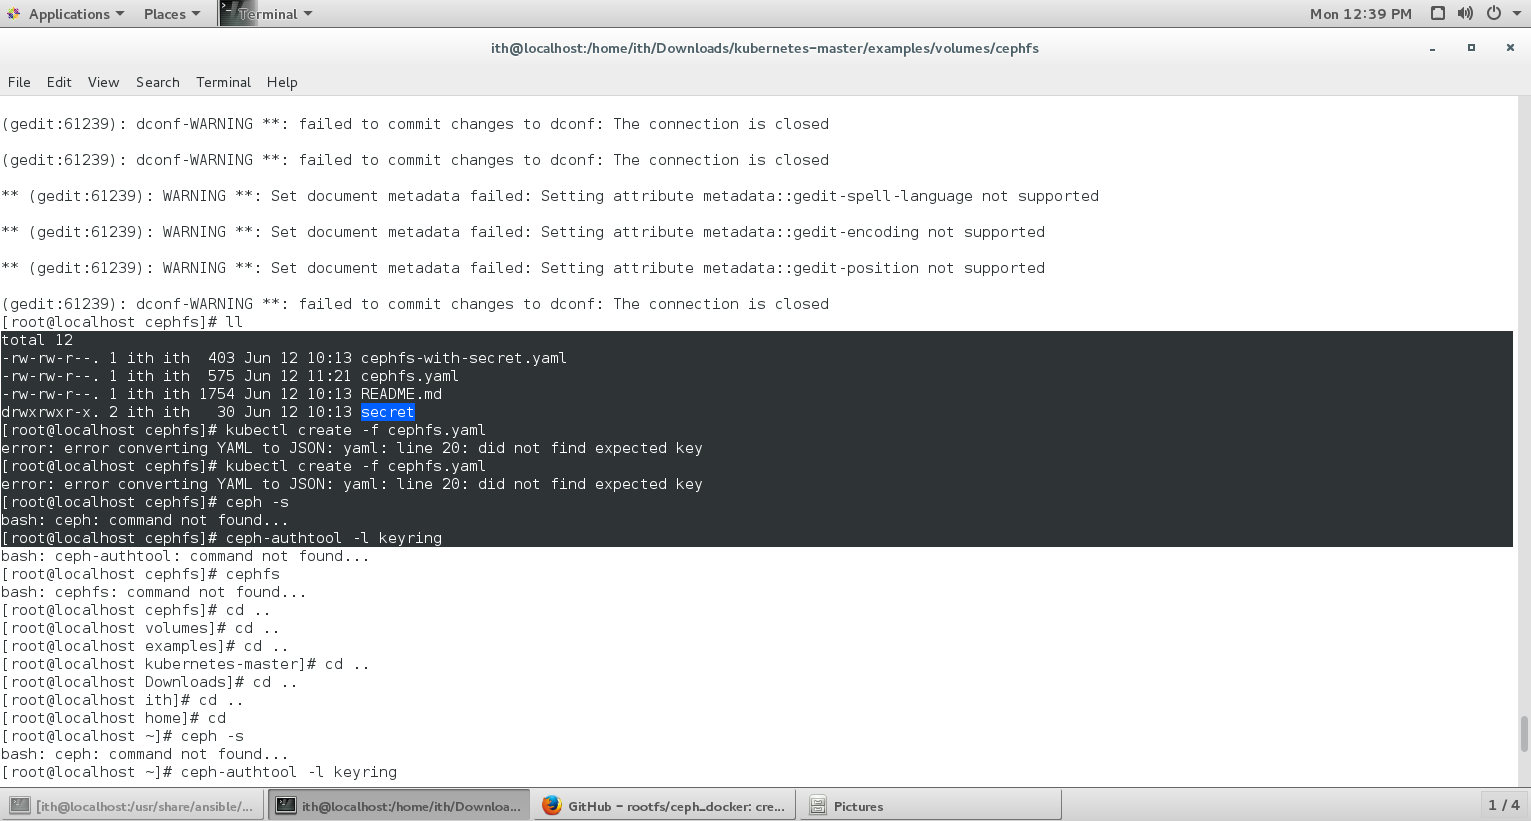 Applications Places Terminal Mon 12:39 PM
ith@localhost:/home/ith/Downloads/kubernetes-master/examples/volumes/cephfs
File Edit View Search Terminal Help
(gedit:61239): dconf-WARNING **: failed to commit changes to dconf: The connection is closed
(gedit:61239): dconf-WARNING **: failed to commit changes to dconf: The connection is closed
** (gedit:61239): WARNING **: Set document metadata failed: Setting attribute metadata::gedit-spell-language not supported
** (gedit:61239): WARNING **: Set document metadata failed: Setting attribute metadata::gedit-encoding not supported
** (gedit:61239): WARNING **: Set document metadata failed: Setting attribute metadata::gedit-position not supported
(gedit:61239): dconf-WARNING **: failed to commit changes to dconf: The connection is closed
[root@localhost cephfs]# ll
total 12
-rw-rw-r--. 1 ith ith  403 Jun 12 10:13 cephfs-with-secret.yaml
-rw-rw-r--. 1 ith ith  575 Jun 12 11:21 cephfs.yaml
-rw-rw-r--. 1 ith ith 1754 Jun 12 10:13 README.md
drwxrwxr-x. 2 ith ith   30 Jun 12 10:13 secret
[root@localhost cephfs]# kubectl create -f cephfs.yaml
error: error converting YAML to JSON: yaml: line 20: did not find expected key
[root@localhost cephfs]# kubectl create -f cephfs.yaml
error: error converting YAML to JSON: yaml: line 20: did not find expected key
[root@localhost cephfs]# ceph -s
bash: ceph: command not found...
[root@localhost cephfs]# ceph-authtool -l keyring
bash: ceph-authtool: command not found...
[root@localhost cephfs]# cephfs
bash: cephfs: command not found...
[root@localhost cephfs]# cd ..
[root@localhost volumes]# cd ..
[root@localhost examples]# cd ..
[root@localhost kubernetes-master]# cd ..
[root@localhost Downloads]# cd ..
[root@localhost ith]# cd ..
[root@localhost home]# cd
[root@localhost ~]# ceph -s
bash: ceph: command not found...
[root@localhost ~]# ceph-authtool -l keyring
[ith@localhost:/usr/share/ansible/... ith@localhost:/home/ith/Downloa... GitHub - rootfs/ceph_docker: cre... Pictures 1 / 4